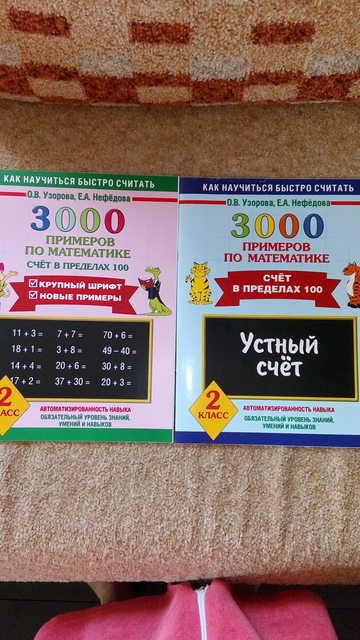 КАК НАУЧИТЬСЯ БЫСТРО СЧИТАТЬ
О.В. Узорова, Е.А. Нефёдова
3000
ПРИМЕРОВ
ПО МАТЕМАТИКЕ
СЧЁТ В ПРЕДЕЛАХ 100
КРУПНЫЙ ШРИФТ
НОВЫЕ ПРИМЕРЫ
11 + 3 = 7 + 7 = 70 + 6 =
18 + 1 = 3 + 8 = 49 – 40 =
14 + 4 = 20 + 6 = 30 + 8 =
7 + 2 = 37 + 30 = 20 + 3 =
2
ЛАСС
АВТОМАТИЗИРОВАННОСТЬ НАВЫКА
ОБЯЗАТЕЛЬНЫЙ УРОВЕНЬ ЗНАНИЙ,
УМЕНИЙ И НАВЫКОВ
КАК НАУЧИТЬСЯ БЫСТРО СЧИТАТЬ
О.В. Узорова, Е.А. Нефёдова
3000
ПРИМЕРОВ
ПО МАТЕМАТИКЕ
СЧЁТ
В ПРЕДЕЛАХ 100
Устный
счёт
2
КЛАСС
АВТОМАТИЗИРОВАННОСТЬ НАВЫКА
ОБЯЗАТЕЛЬНЫЙ УРОВЕНЬ ЗНАНИЙ,
УМЕНИЙ И НАВЫКОВ